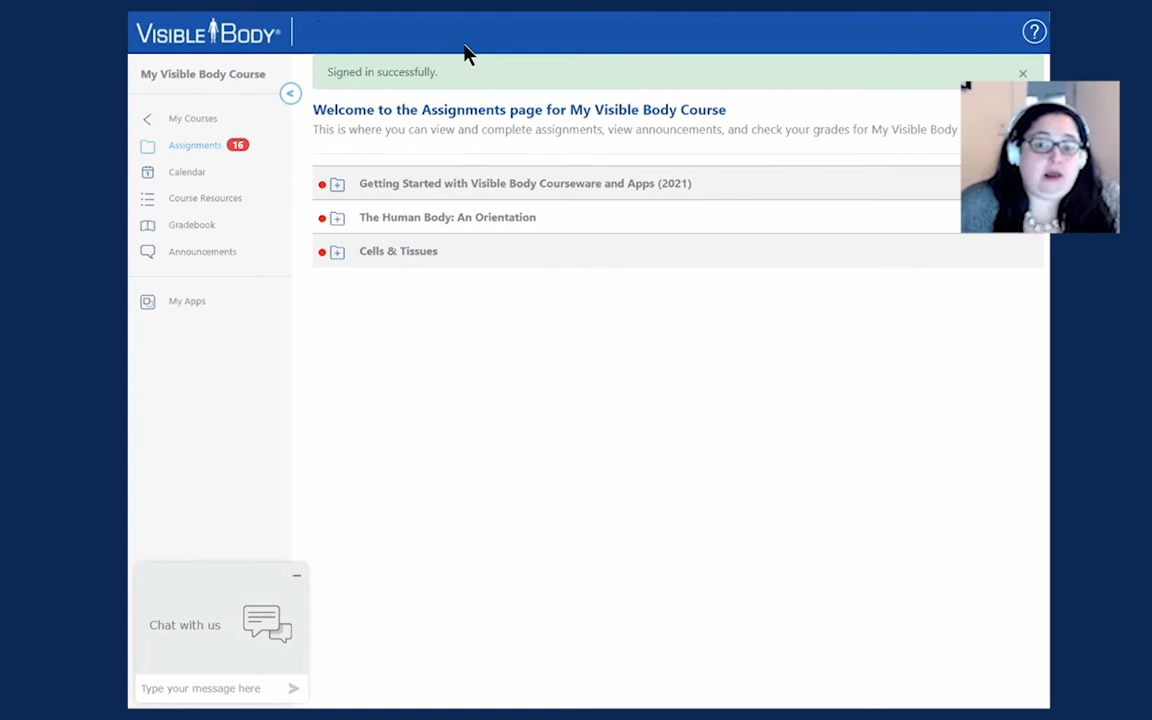 VISIBLE BODY®
?
My Visible Body Course
<
My Courses
Assignments 16
Calendar
Course Resources
Gradebook
Announcements
My Apps
Signed in successfully. ×
Welcome to the Assignments page for My Visible Body Course
This is where you can view and complete assignments, view announcements, and check your grades for My Visible Body
Getting Started with Visible Body Courseware and Apps (2021)
The Human Body: An Orientation
Cells & Tissues
Chat with us
Type your message here